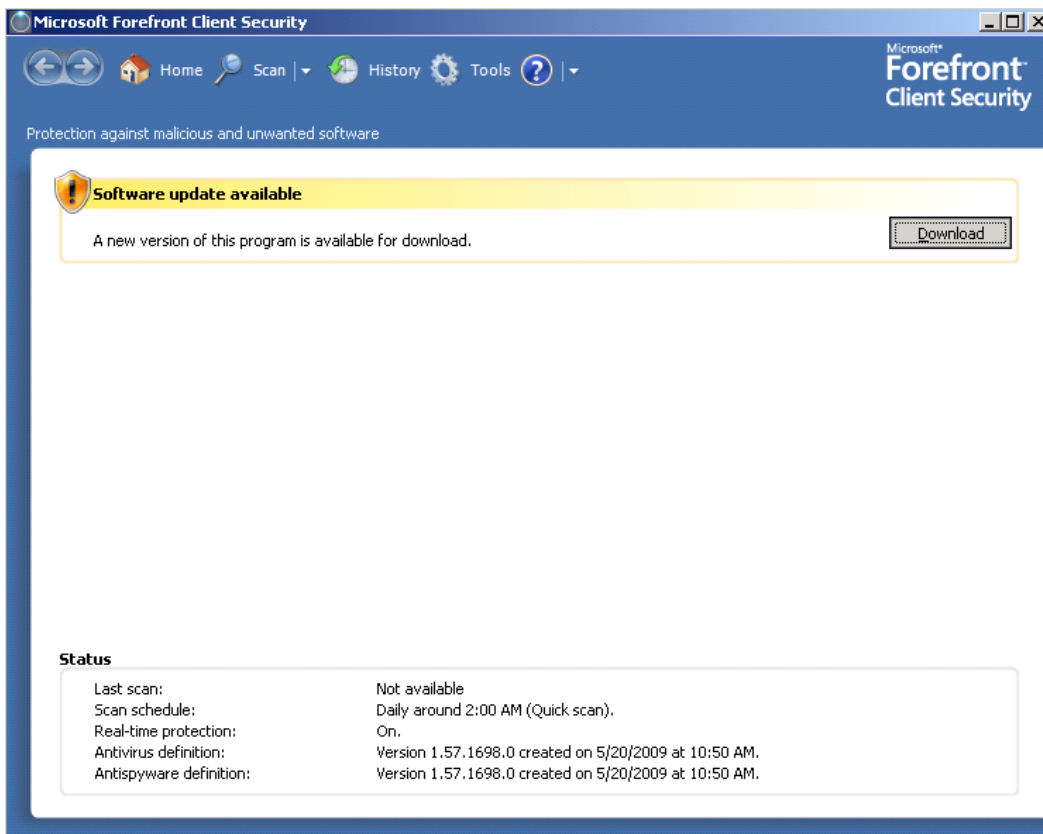 Microsoft Forefront Client Security
Home Scan History Tools ?
Microsoft®
Forefront™
Client Security
Protection against malicious and unwanted software
Software update available
A new version of this program is available for download.
Download
Status
Last scan: Not available
Scan schedule: Daily around 2:00 AM (Quick scan).
Real-time protection: On.
Antivirus definition: Version 1.57.1698.0 created on 5/20/2009 at 10:50 AM.
Antispyware definition: Version 1.57.1698.0 created on 5/20/2009 at 10:50 AM.